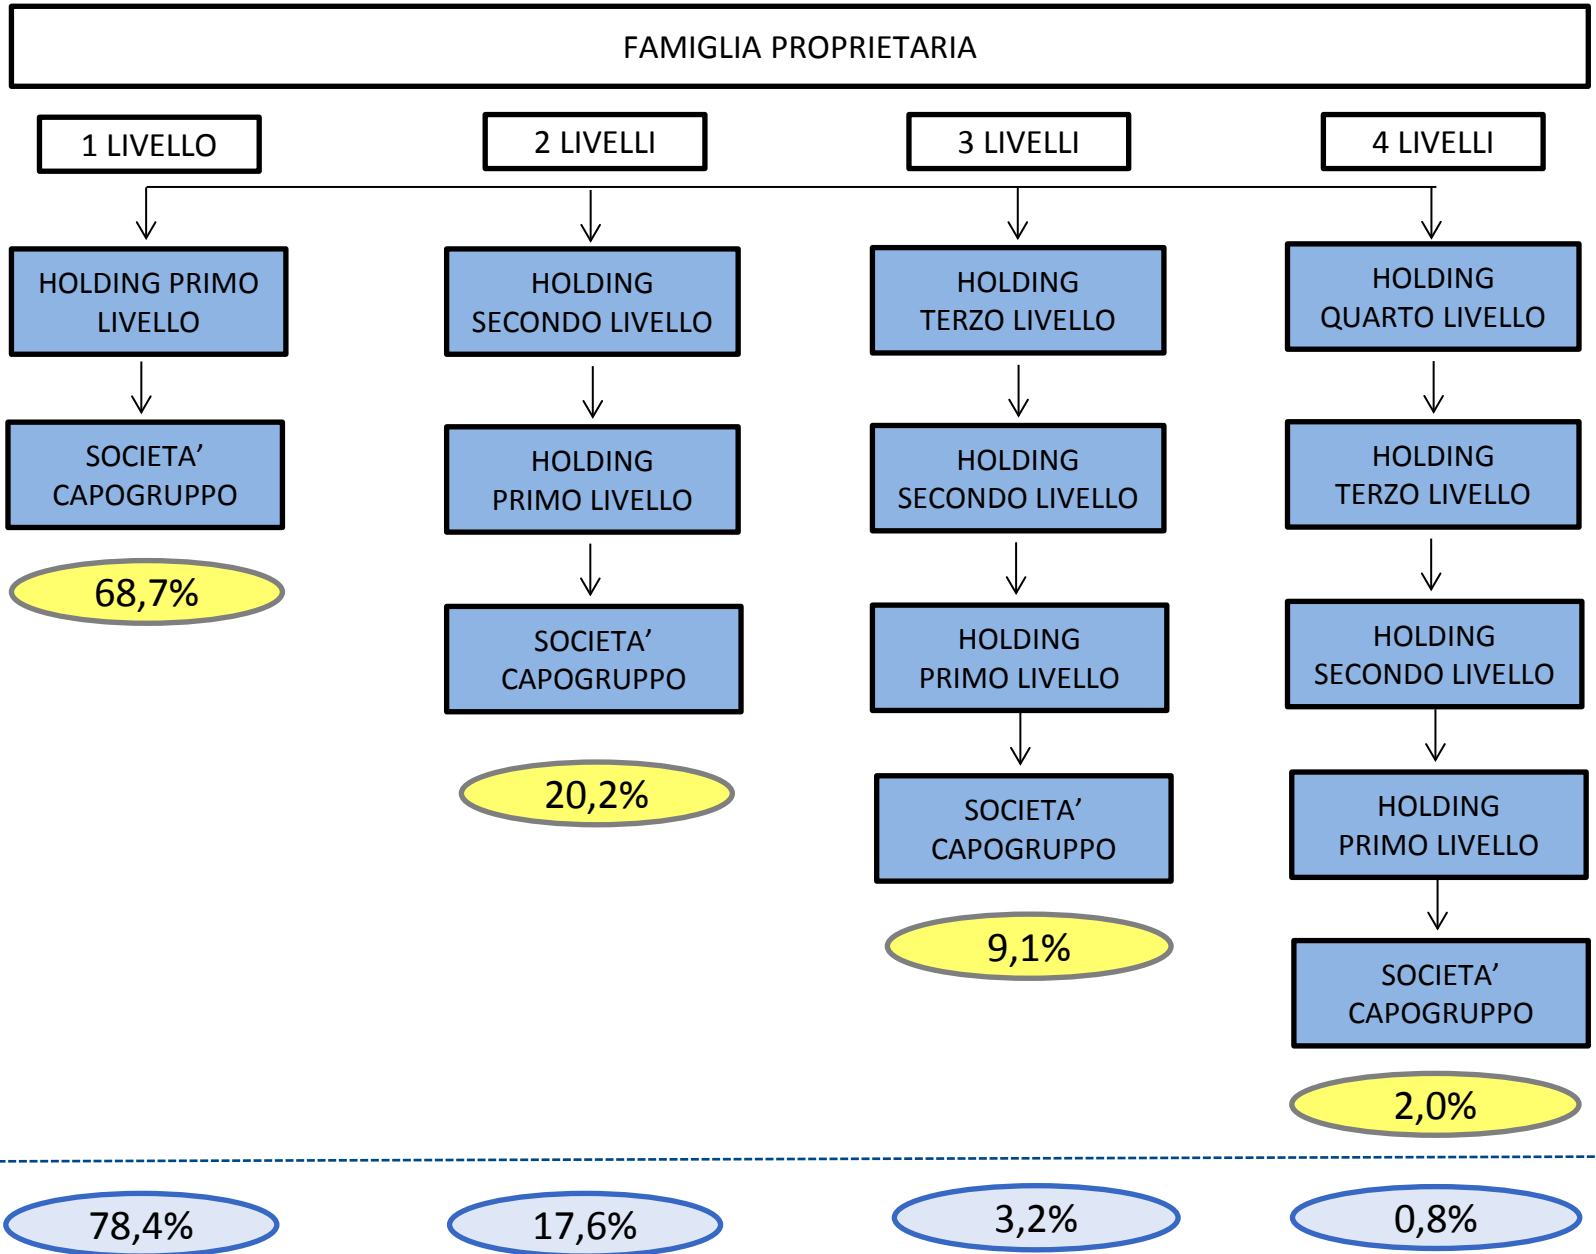 FAMIGLIA PROPRIETARIA
1 LIVELLO
2 LIVELLI
3 LIVELLI
4 LIVELLI
HOLDING PRIMO
LIVELLO
SOCIETA’
CAPOGRUPPO
68,7%
HOLDING
SECONDO LIVELLO
HOLDING
PRIMO LIVELLO
SOCIETA’
CAPOGRUPPO
20,2%
HOLDING
TERZO LIVELLO
HOLDING
SECONDO LIVELLO
HOLDING
PRIMO LIVELLO
SOCIETA’
CAPOGRUPPO
9,1%
HOLDING
QUARTO LIVELLO
HOLDING
TERZO LIVELLO
HOLDING
SECONDO LIVELLO
HOLDING
PRIMO LIVELLO
SOCIETA’
CAPOGRUPPO
2,0%
78,4%
17,6%
3,2%
0,8%